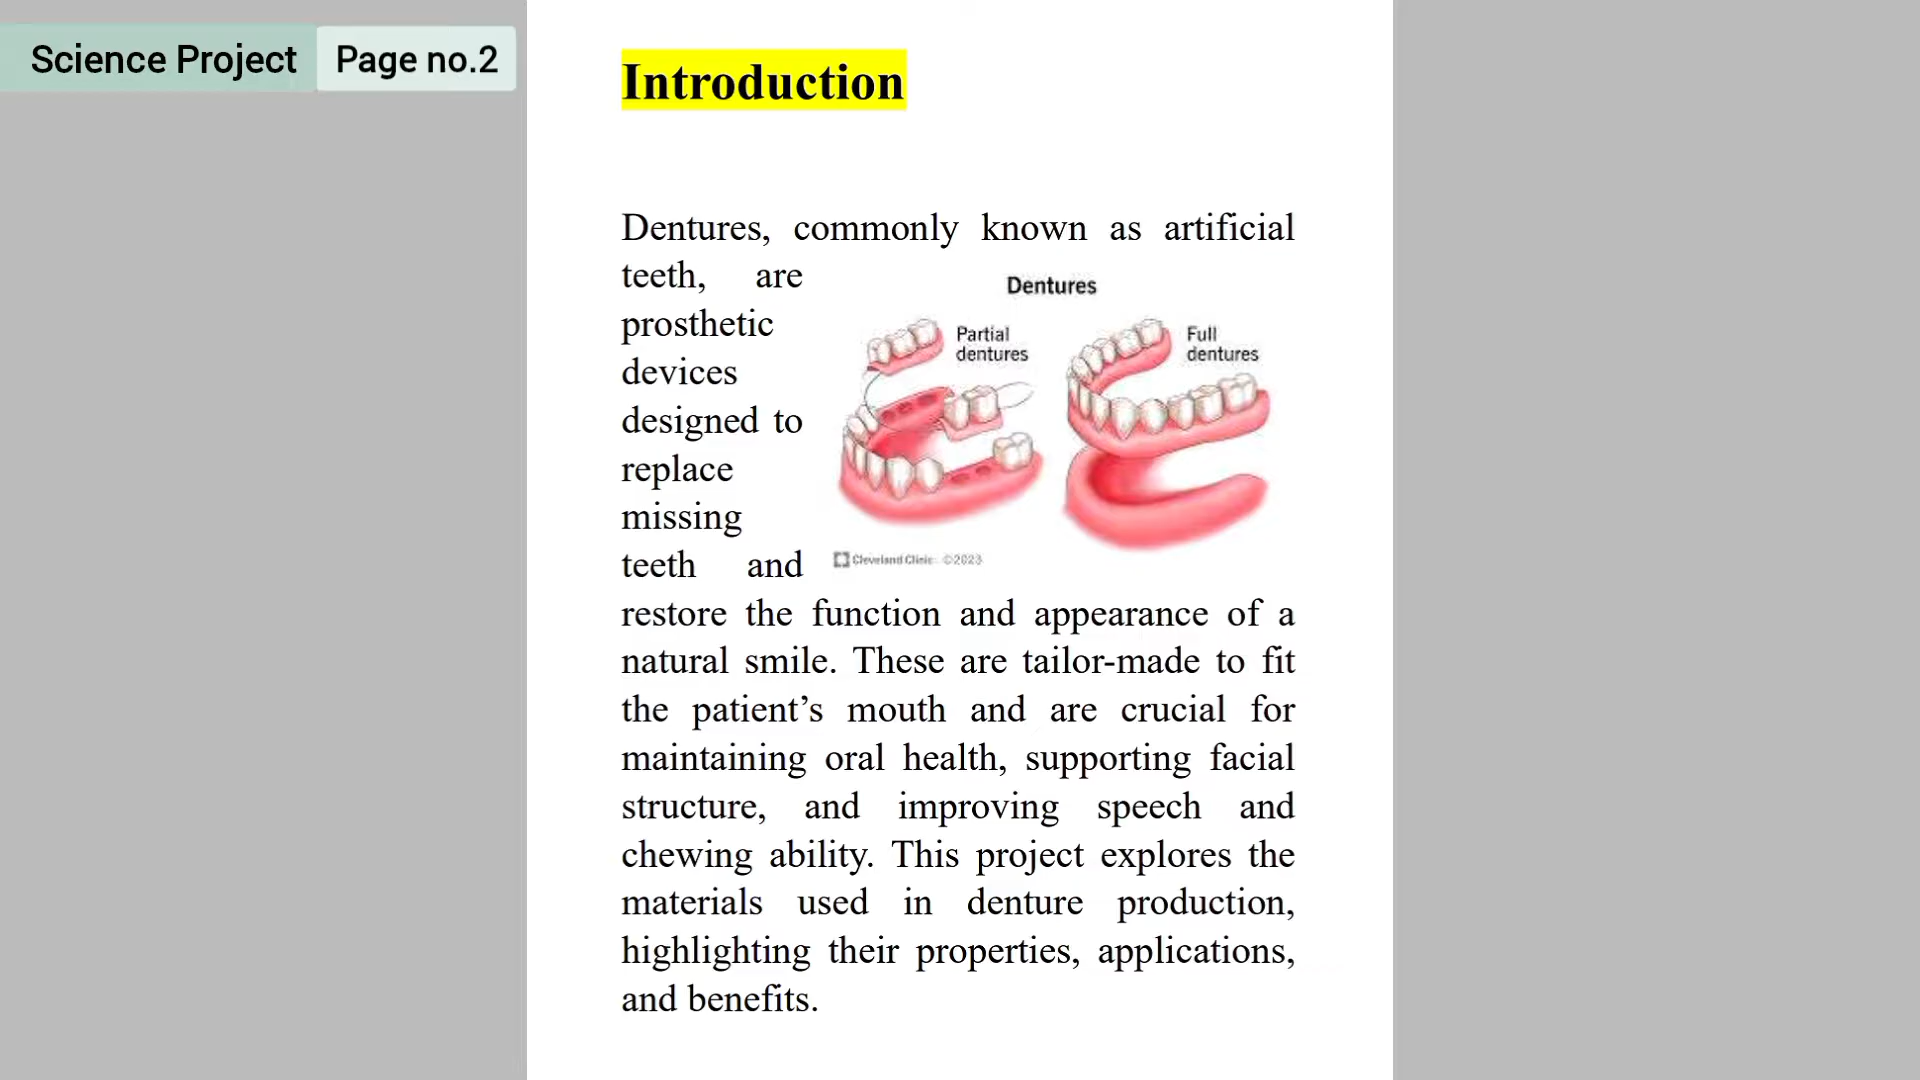 Science Project
Page no.2
Introduction
Dentures, commonly known as artificial
teeth, are
prosthetic
devices
designed to
replace
missing
teeth and
Dentures
Partial
dentures
Full
dentures
Cleveland Clinic ©2023
restore the function and appearance of a
natural smile. These are tailor-made to fit
the patient’s mouth and are crucial for
maintaining oral health, supporting facial
structure, and improving speech and
chewing ability. This project explores the
materials used in denture production,
highlighting their properties, applications,
and benefits.